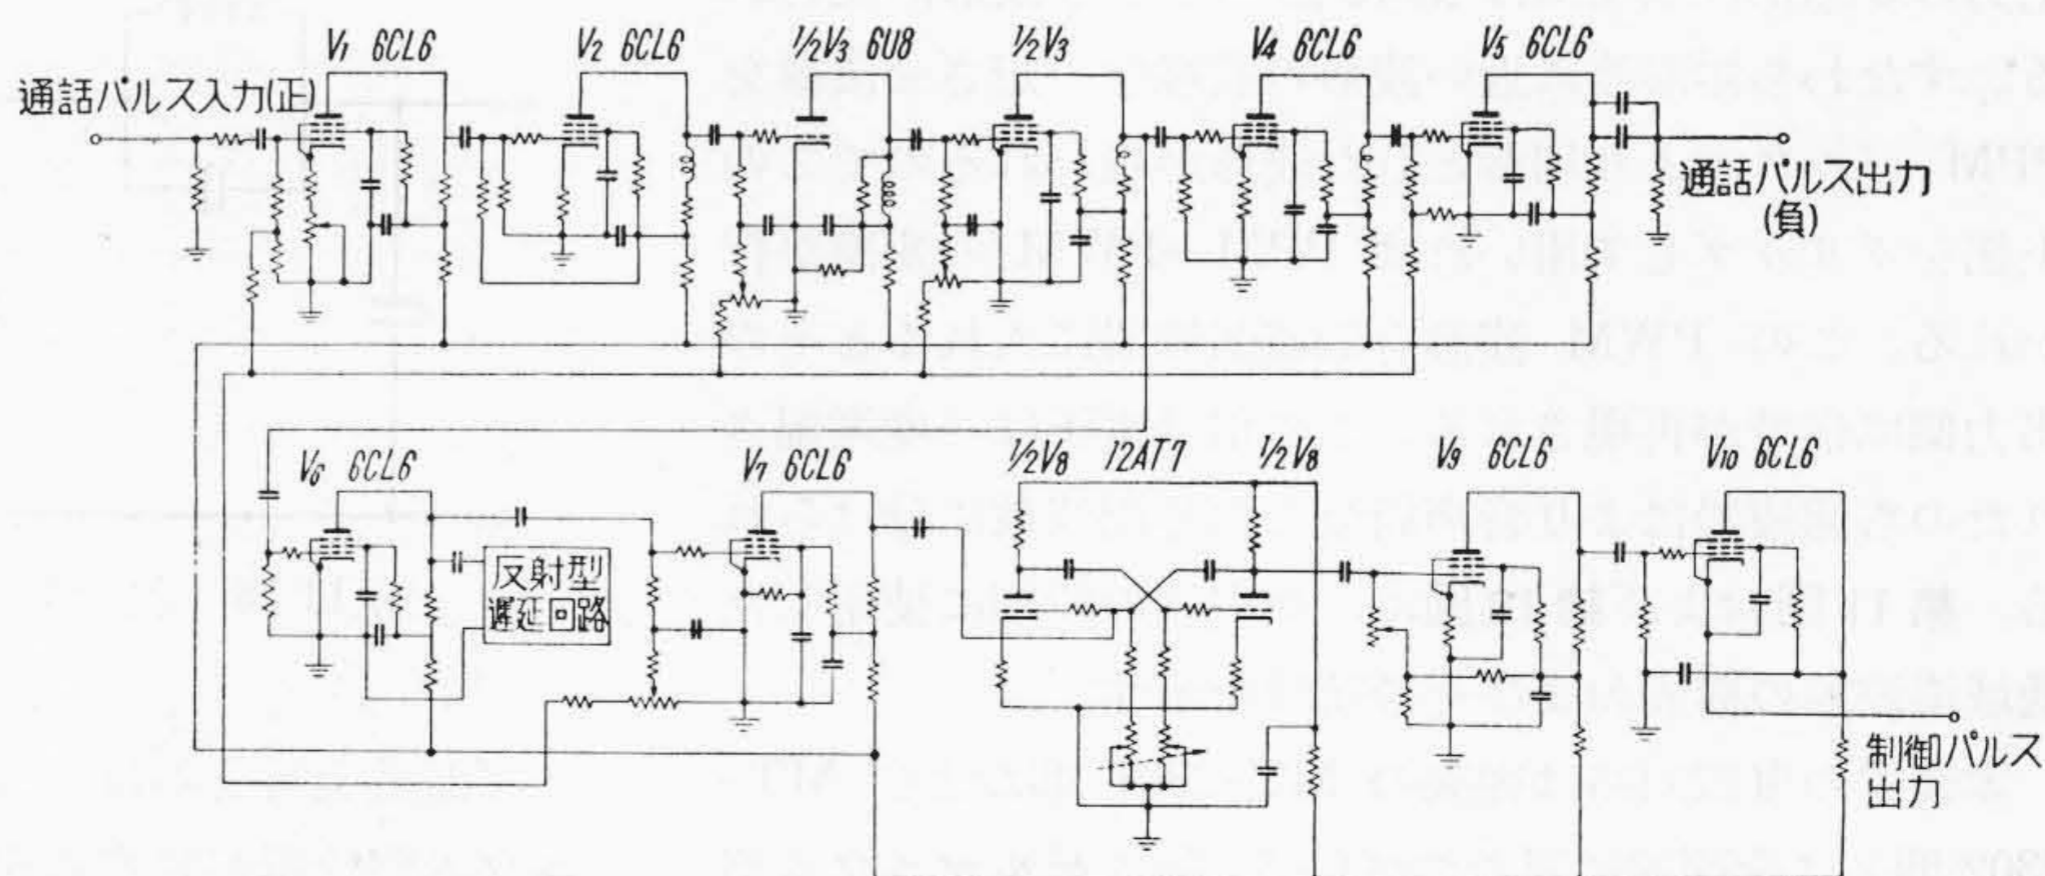 V1 6CL6
V2 6CL6
1/2V3 6U8
1/2V3
V4 6CL6
V5 6CL6
通話パルス入力(正)
通話パルス出力
(負)
V6 6CL6
V7 6CL6
1/2V8 12AT7 1/2V8
V9 6CL6
V10 6CL6
反射型
遅延回路
制御パルス
出力